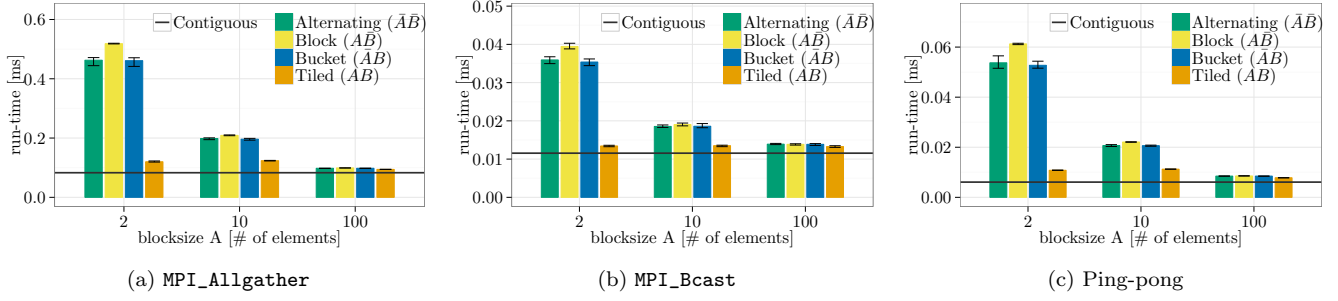 run-time [ms]
0.6
0.4
0.2
0.0
Contiguous
Alternating (ĀB̄)
Block (AB̄)
Bucket (ĀB)
Tiled (AB)
2 10 100
blocksize A [# of elements]
(a) MPI_Allgather
run-time [ms]
0.05
0.04
0.03
0.02
0.01
0.00
Contiguous
Alternating (ĀB̄)
Block (AB̄)
Bucket (ĀB)
Tiled (AB)
2 10 100
blocksize A [# of elements]
(b) MPI_Bcast
run-time [ms]
0.06
0.04
0.02
0.00
Contiguous
Alternating (ĀB̄)
Block (AB̄)
Bucket (ĀB)
Tiled (AB)
2 10 100
blocksize A [# of elements]
(c) Ping-pong